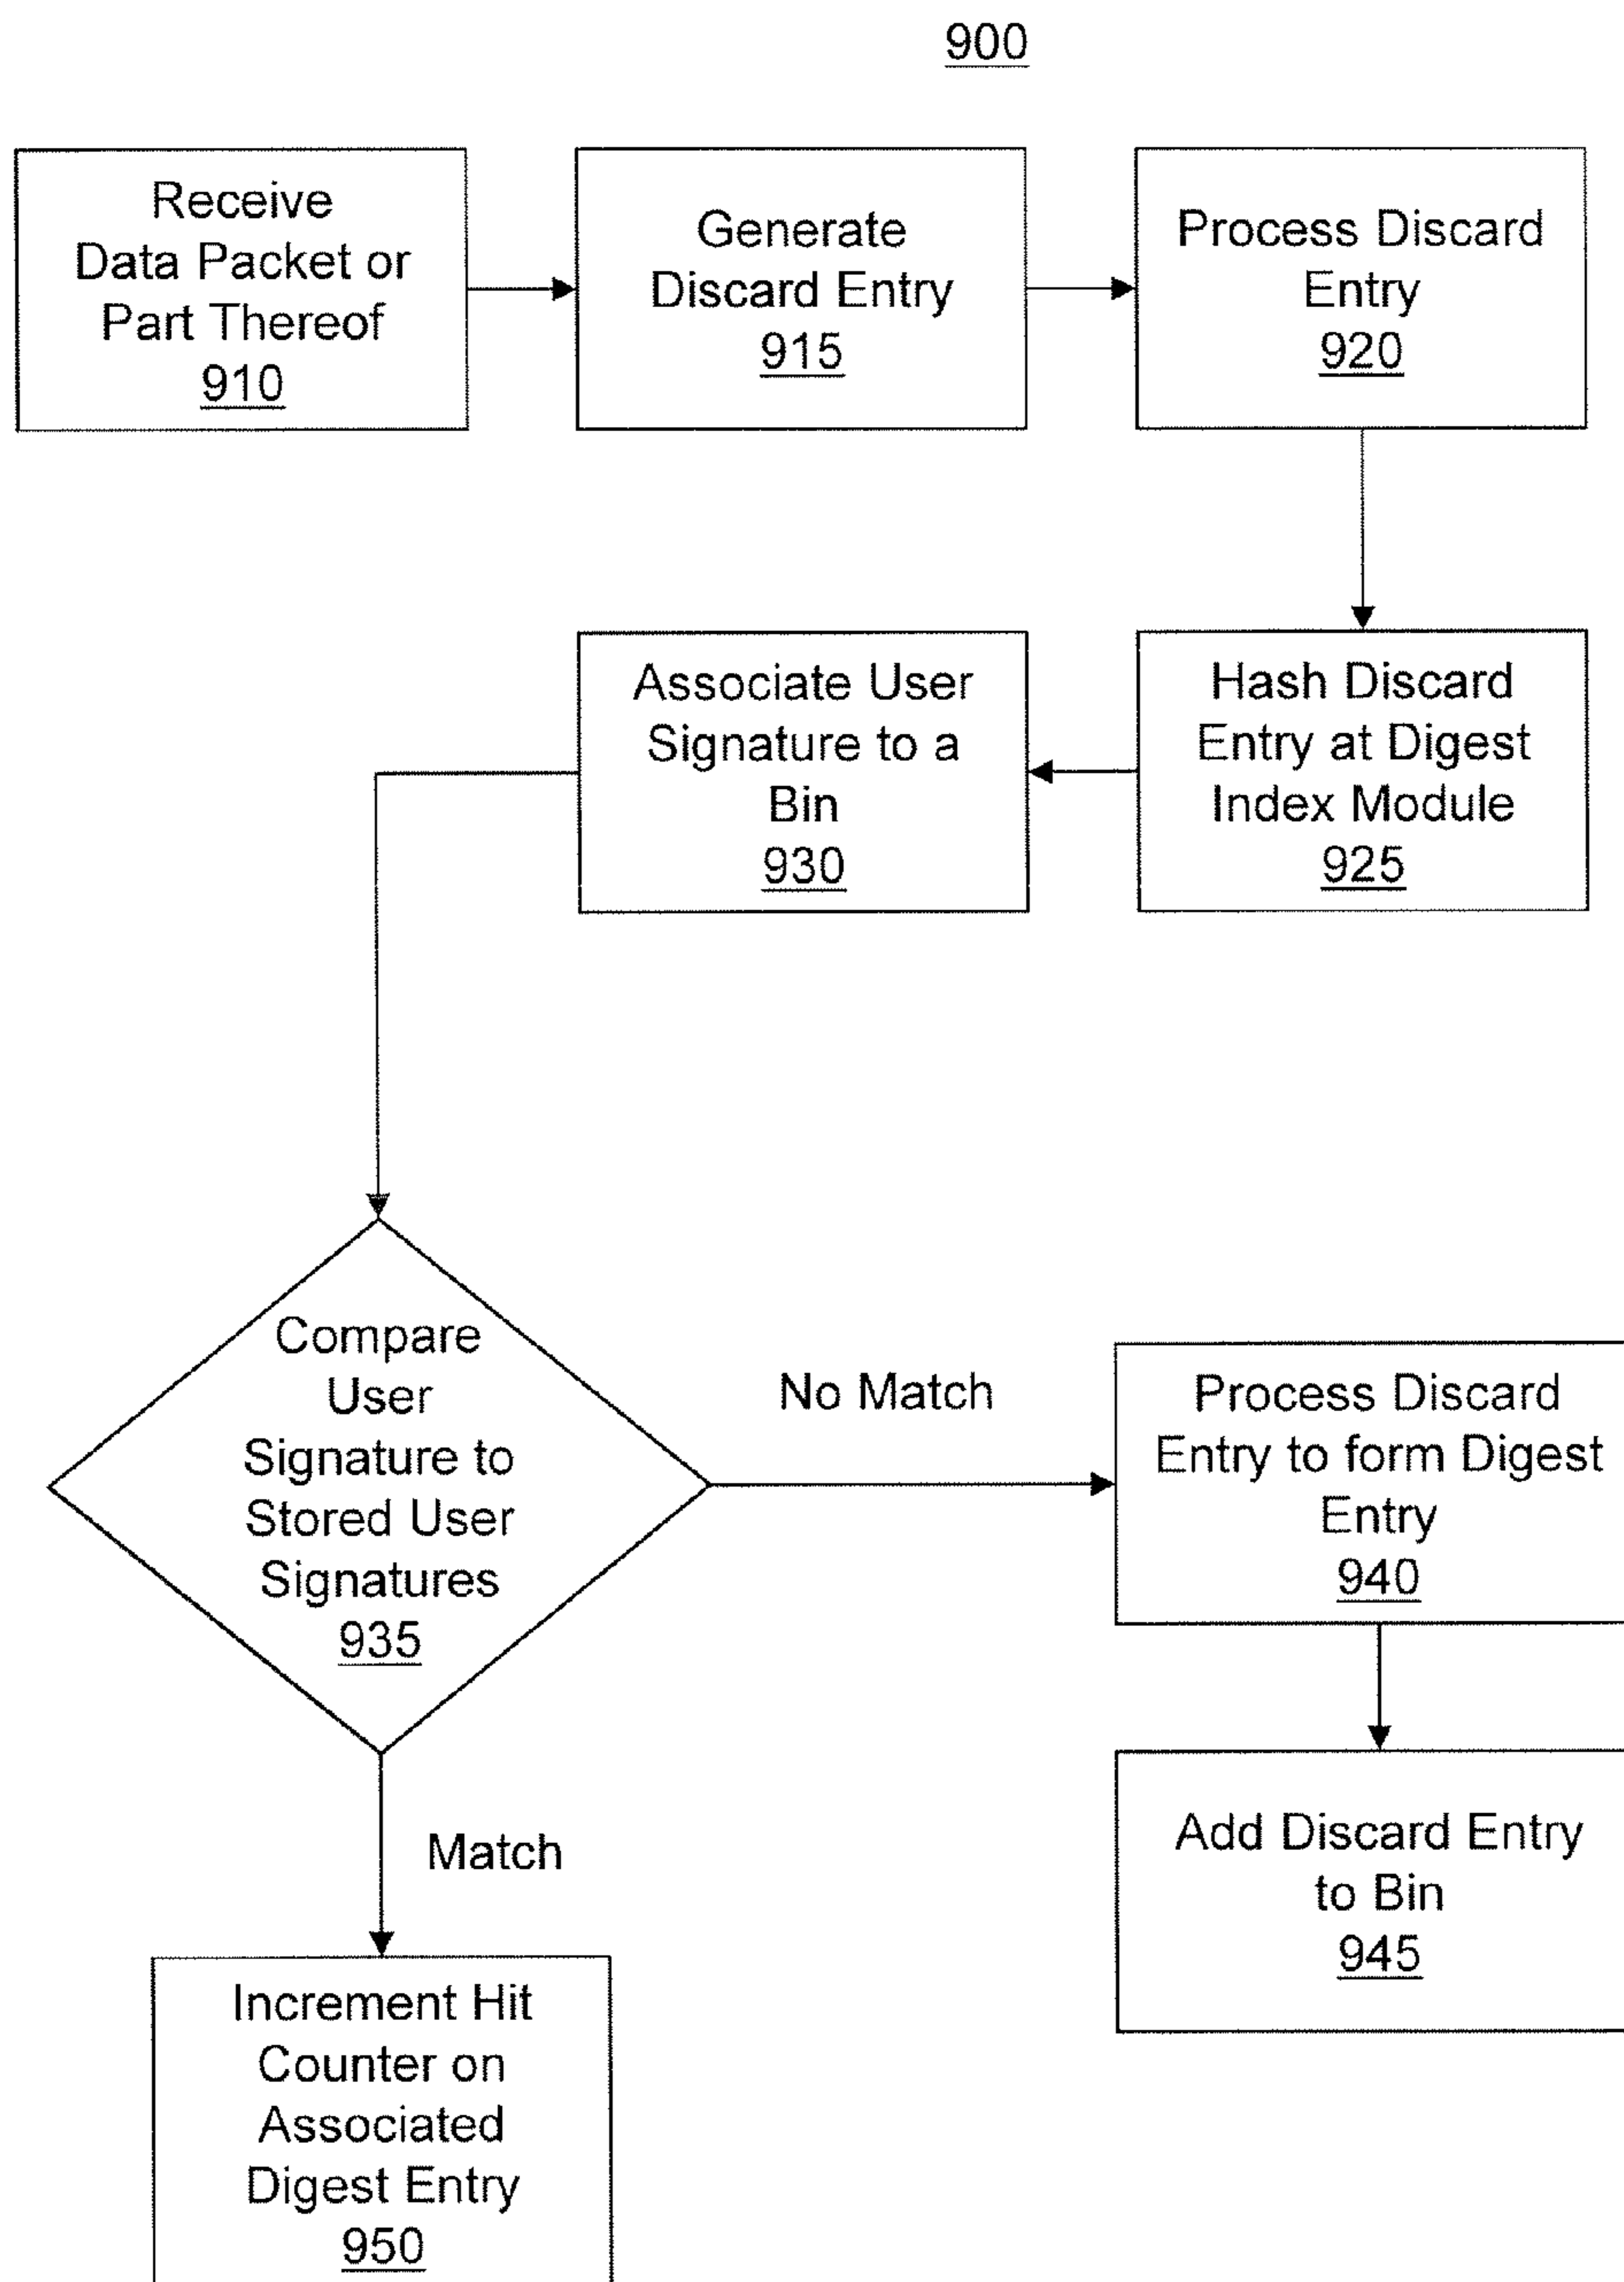 900
Receive
Data Packet or
Part Thereof
910
Generate
Discard Entry
915
Process Discard
Entry
920
Hash Discard
Entry at Digest
Index Module
925
Associate User
Signature to a
Bin
930
Compare
User
Signature to
Stored User
Signatures
935
No Match
Process Discard
Entry to form Digest
Entry
940
Add Discard Entry
to Bin
945
Match
Increment Hit
Counter on
Associated
Digest Entry
950